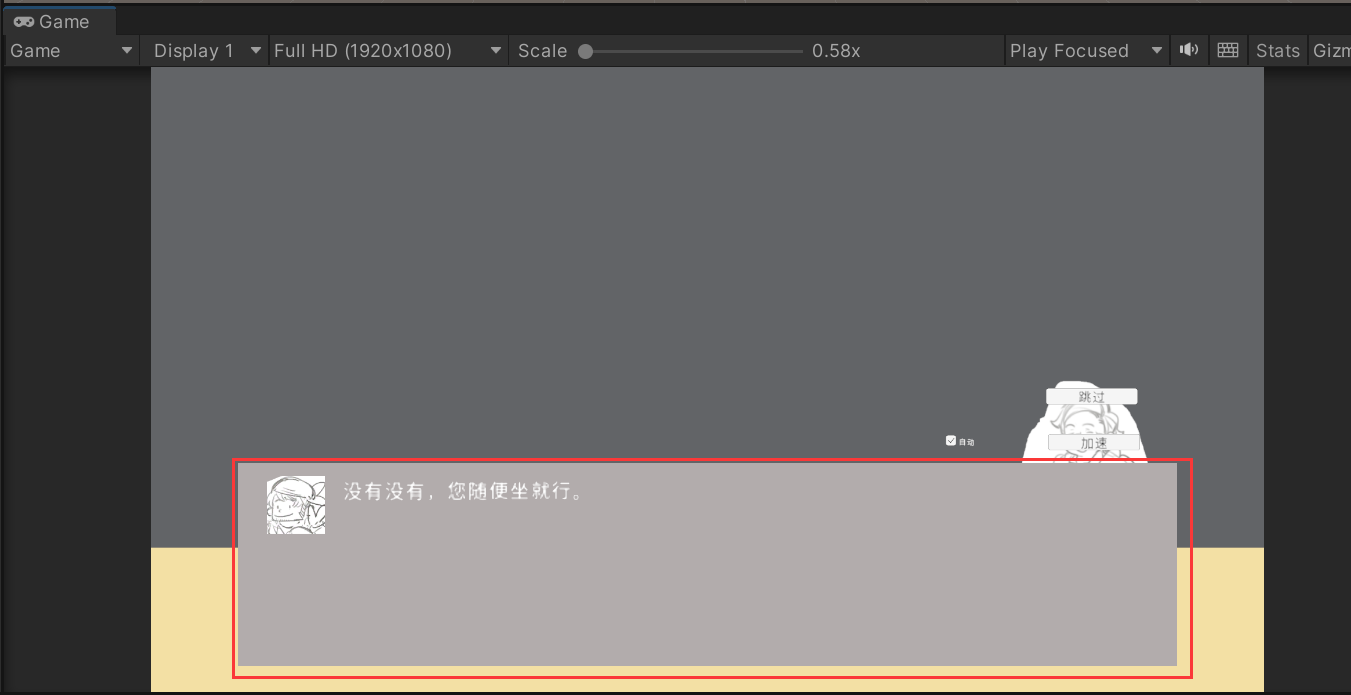 Game
Game Display 1 Full HD (1920x1080) Scale 0.58x Play Focused Stats Gizm
跳过
自动 加速
没有没有，您随便坐就行。